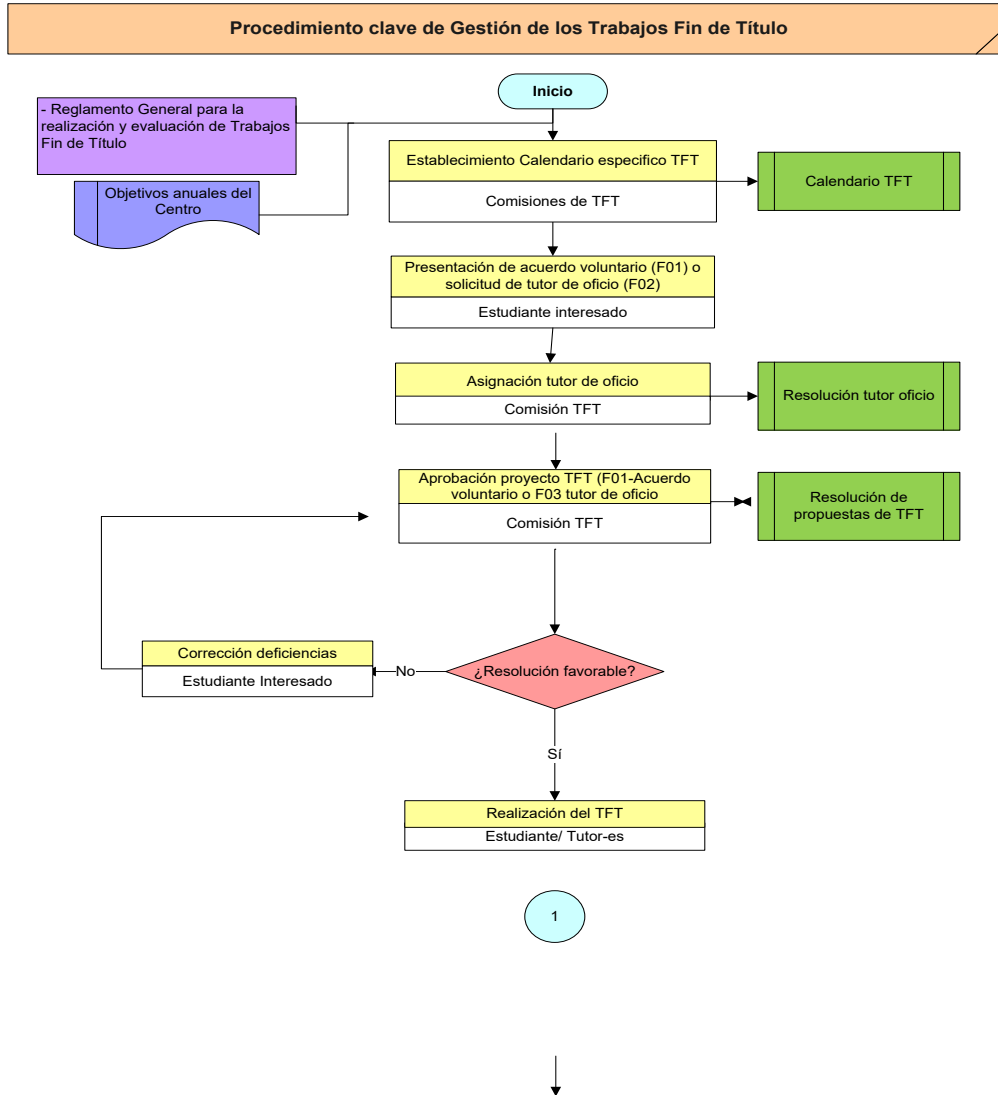 Procedimiento clave de Gestión de los Trabajos Fin de Título
Inicio
- Reglamento General para la
realización y evaluación de Trabajos
Fin de Título
Objetivos anuales del
Centro
Establecimiento Calendario especifico TFT
Comisiones de TFT
Calendario TFT
Presentación de acuerdo voluntario (F01) o
solicitud de tutor de oficio (F02)
Estudiante interesado
Asignación tutor de oficio
Comisión TFT
Resolución tutor oficio
Aprobación proyecto TFT (F01-Acuerdo
voluntario o F03 tutor de oficio
Comisión TFT
Resolución de
propuestas de TFT
¿Resolución favorable?
No
Corrección deficiencias
Estudiante Interesado
Sí
Realización del TFT
Estudiante/ Tutor-es
1